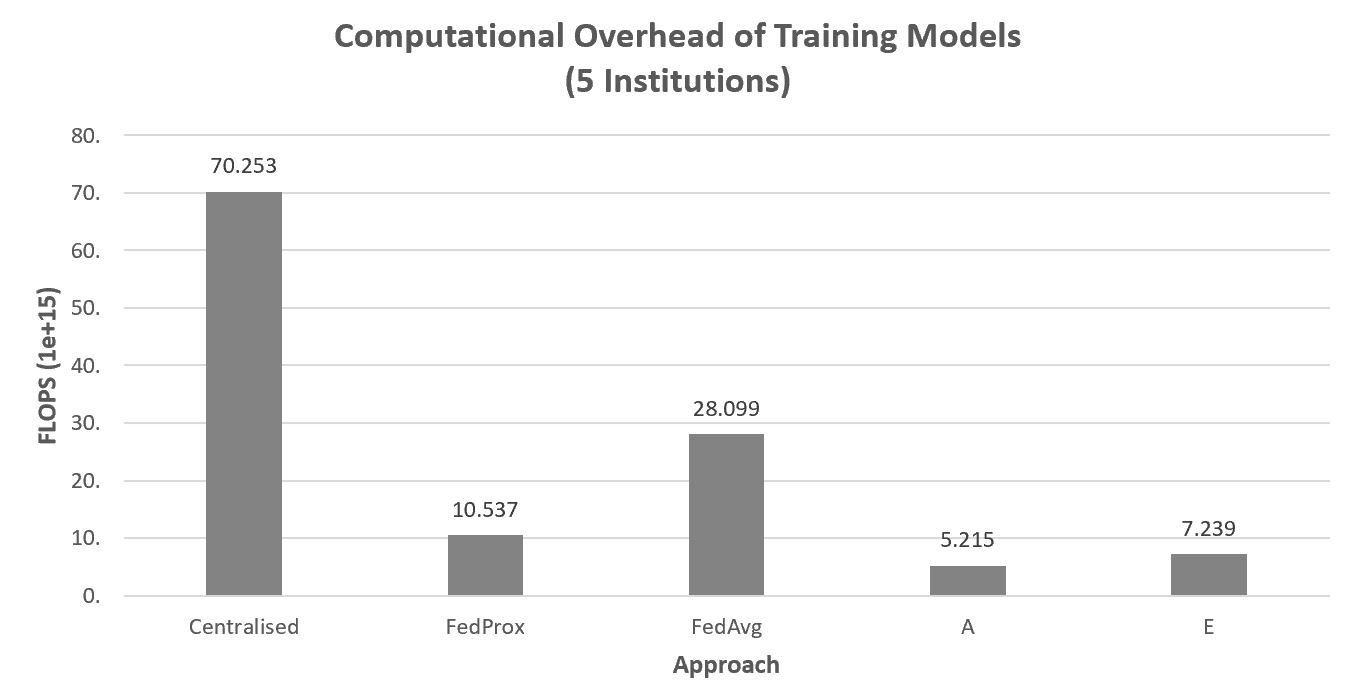 Computational Overhead of Training Models
(5 Institutions)
FLOPS (1e+15)
80.
70.
60.
50.
40.
30.
20.
10.
0.
70.253
10.537
28.099
5.215
7.239
Centralised
FedProx
FedAvg
A
E
Approach